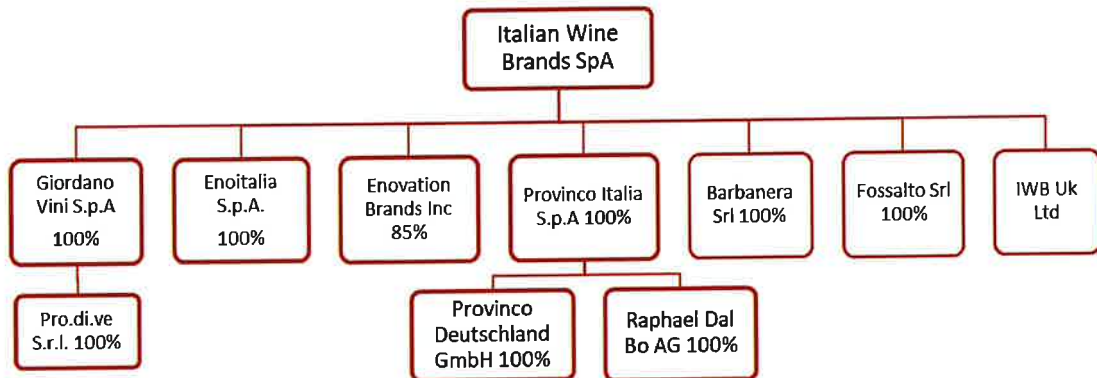 Italian Wine
Brands SpA
Giordano
Vini S.p.A
100%
Enoitalia
S.p.A.
100%
Enovation
Brands Inc
85%
Provinco Italia
S.p.A 100%
Barbanera
Srl 100%
Fossalto Srl
100%
IWB Uk
Ltd
Pro.di.ve
S.r.l. 100%
Provinco
Deutschland
GmbH 100%
Raphael Dal
Bo AG 100%